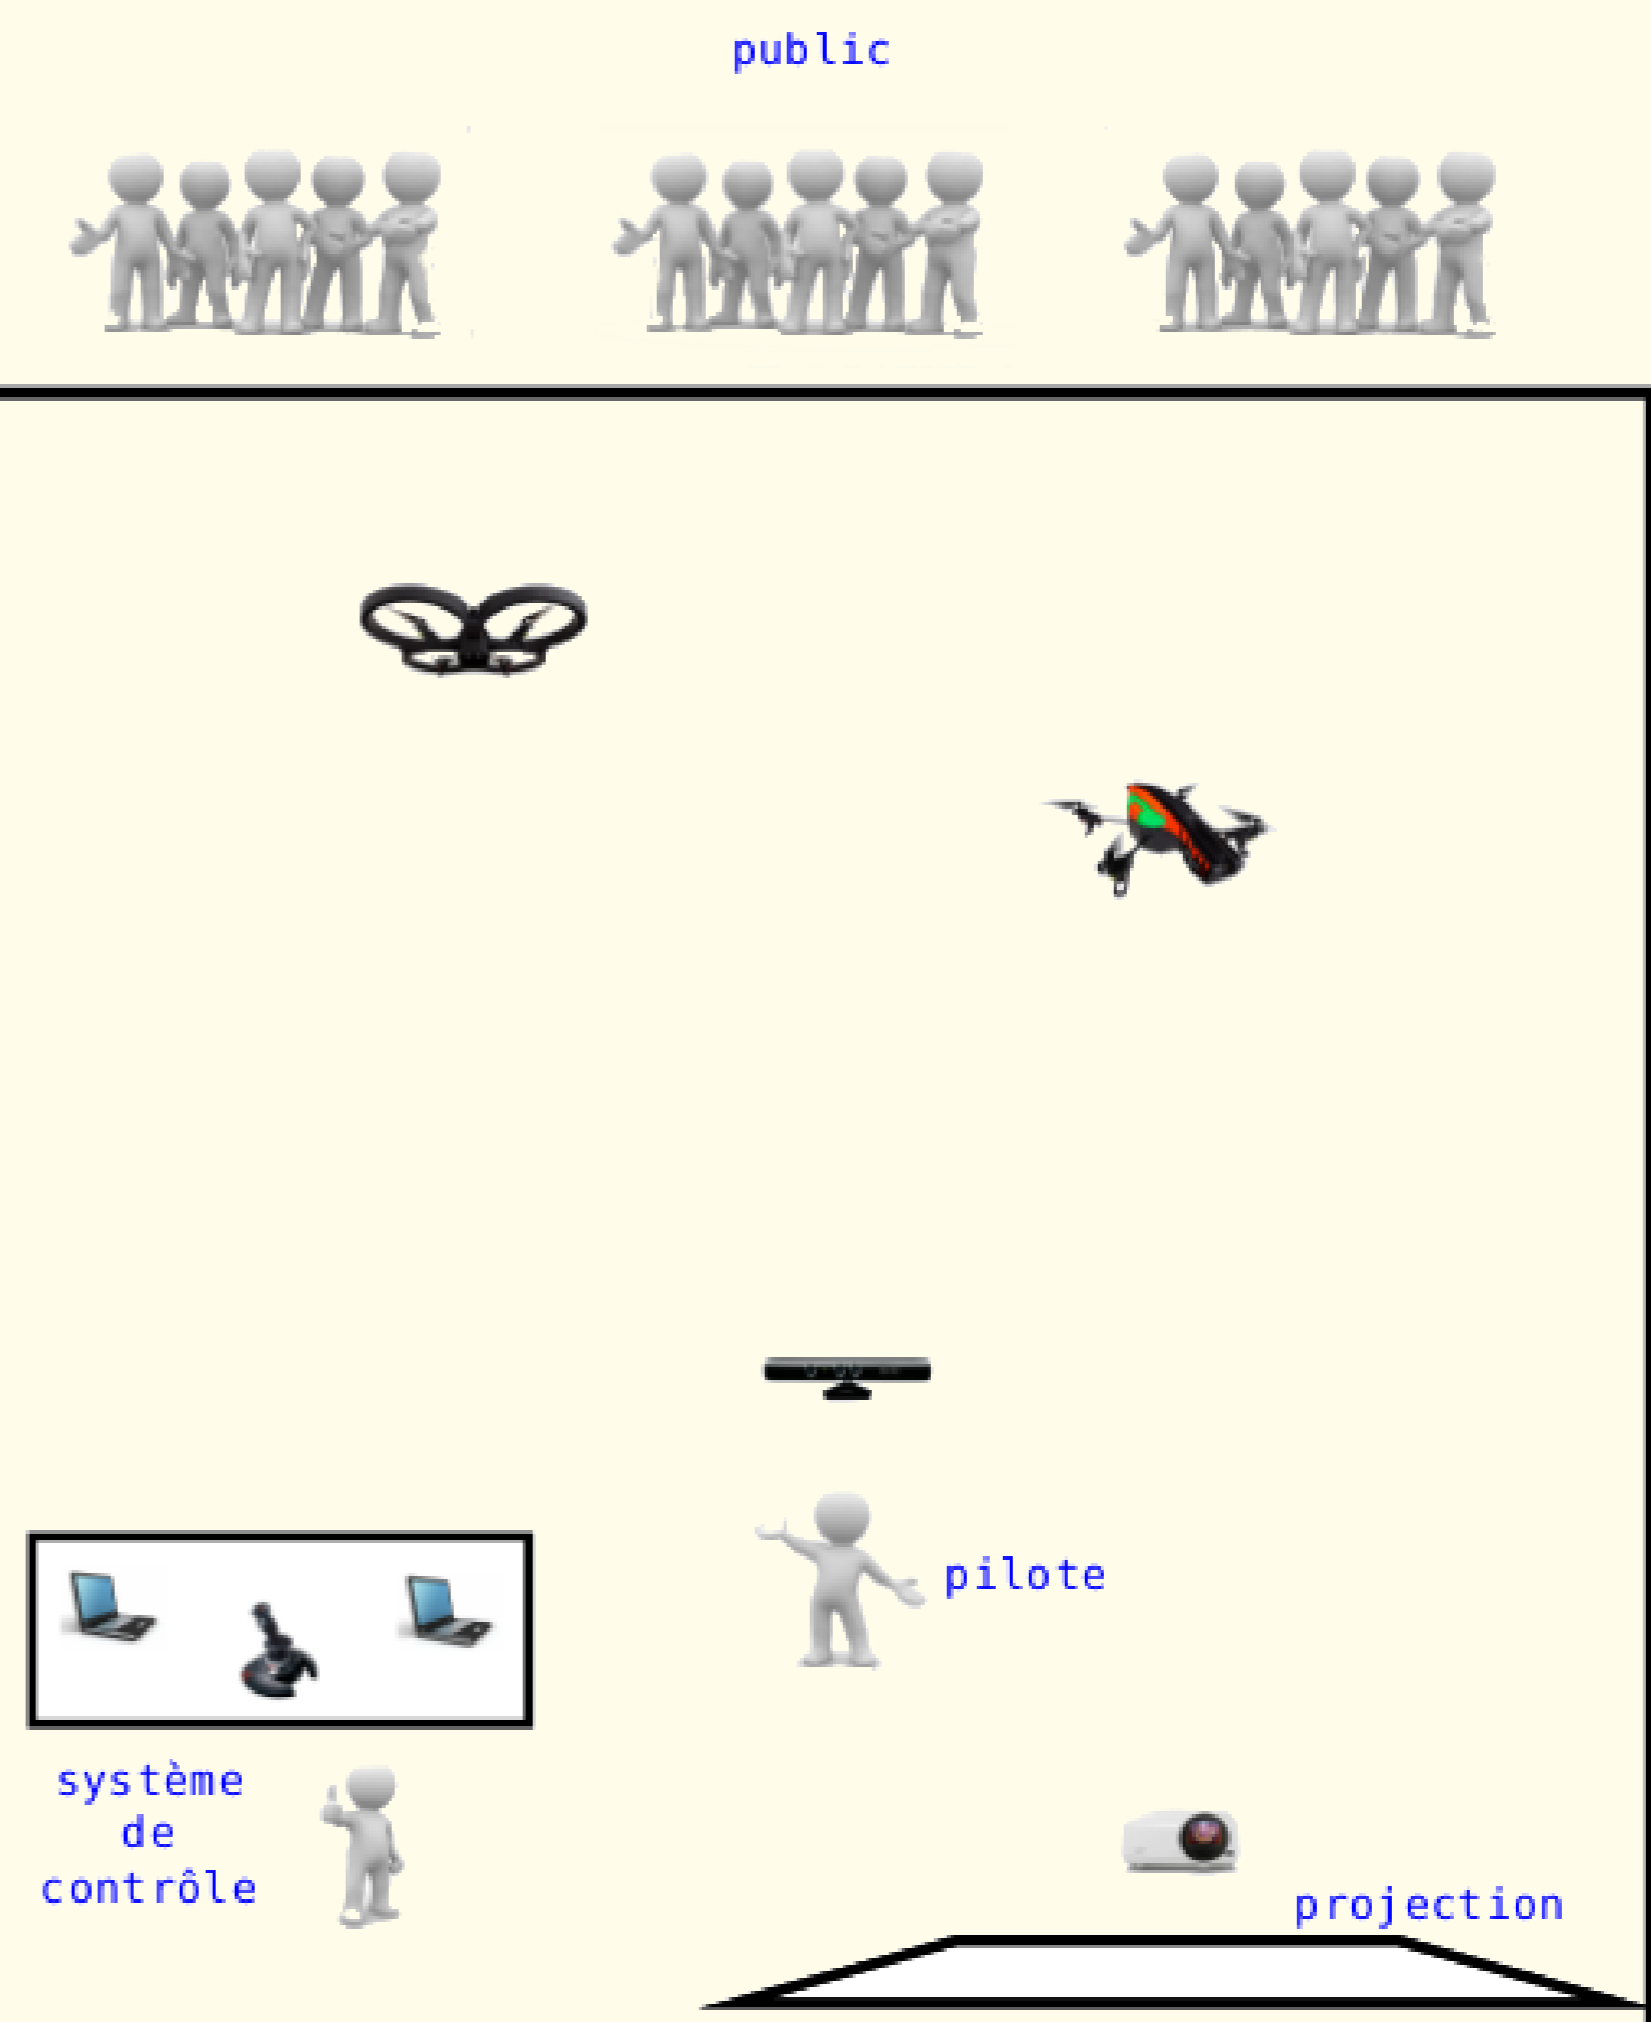 public
pilote
système
de
contrôle
projection